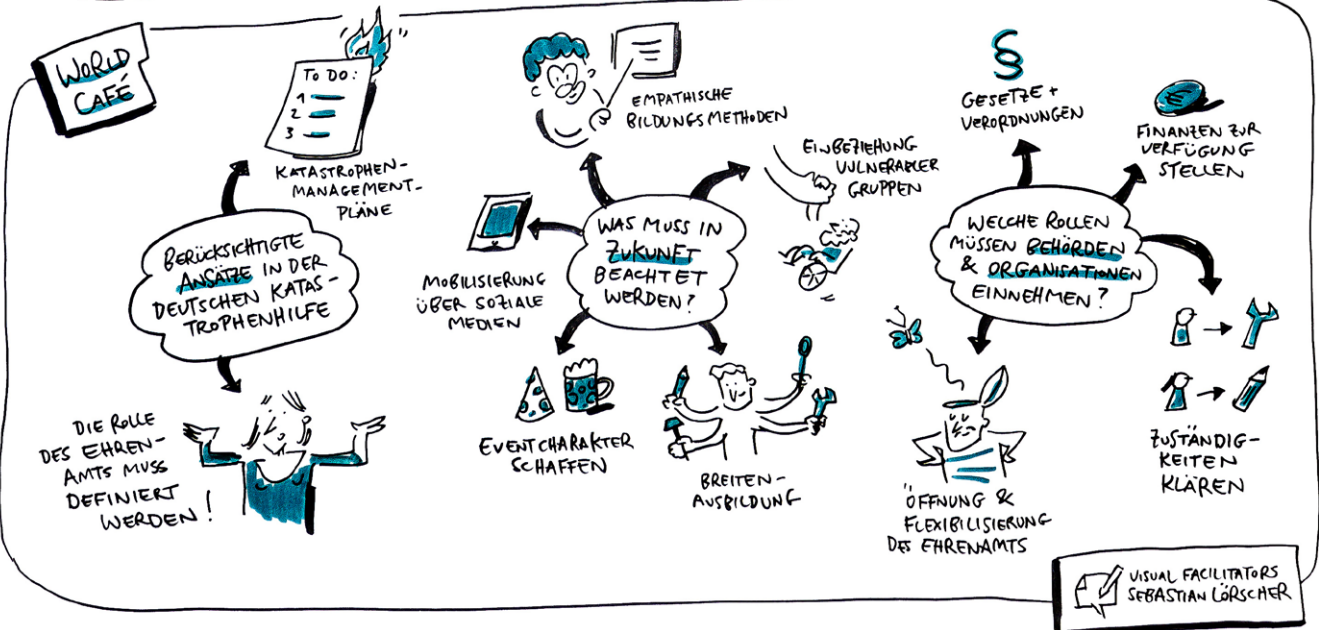 WORLD
CAFÉ
TO DO:
1
2
3
KATASTROPHEN-
MANAGEMENT-
PLÄNE
BERÜCKSICHTIGTE
ANSÄTZE IN DER
DEUTSCHEN KATAS-
TROPHENHILFE
DIE ROLLE
DES EHREN-
AMTS MUSS
DEFINIERT
WERDEN!
EMPATHISCHE
BILDUNGSMETHODEN
EINBEZIEHUNG
VULNERABLER
GRUPPEN
WAS MUSS IN
ZUKUNFT
BEACHTET
WERDEN?
MOBILISIERUNG
ÜBER SOZIALE
MEDIEN
EVENTCHARAKTER
SCHAFFEN
BREITEN-
AUSBILDUNG
§
GESETZE +
VERORDNUNGEN
€
FINANZEN ZUR
VERFÜGUNG
STELLEN
WELCHE ROLLEN
MÜSSEN BEHÖRDEN
& ORGANISATIONEN
EINNEHMEN?
ÖFFNUNG &
FLEXIBILISIERUNG
DES EHRENAMTS
ZUSTÄNDIG-
KEITEN
KLÄREN
VISUAL FACILITATORS
SEBASTIAN LÖRSCHER